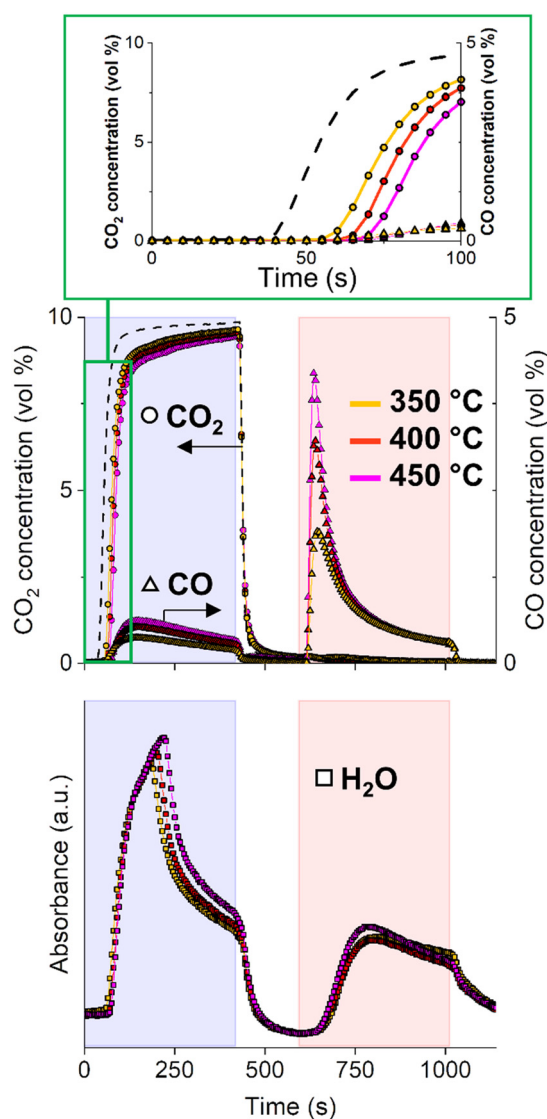 10
5
0
CO₂ concentration (vol %)
5
0
CO concentration (vol %)
0
50
100
Time (s)
10
5
0
CO₂ concentration (vol %)
5
0
CO concentration (vol %)
CO₂
CO
350 °C
400 °C
450 °C
H₂O
Absorbance (a.u.)
0
250
500
750
1000
Time (s)